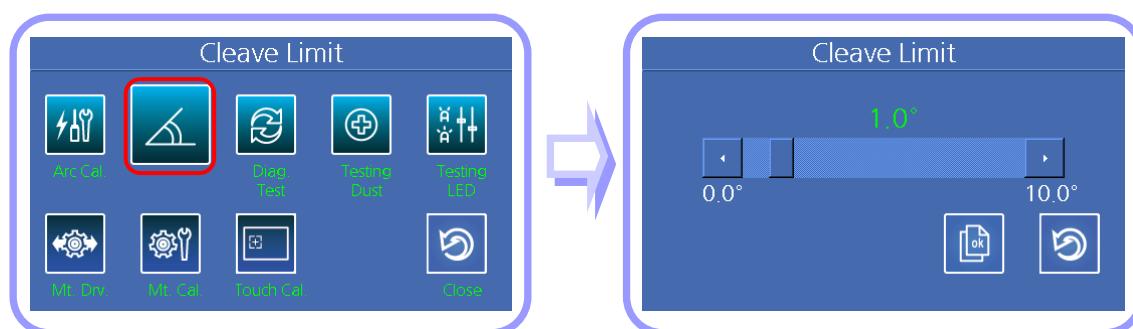 Cleave Limit
Arc Cal.
Diag.
Test
Testing
Dust
Testing
LED
Mt. Drv.
Mt. Cal.
Touch Cal.
Close
Cleave Limit
1.0°
0.0°
10.0°
ok